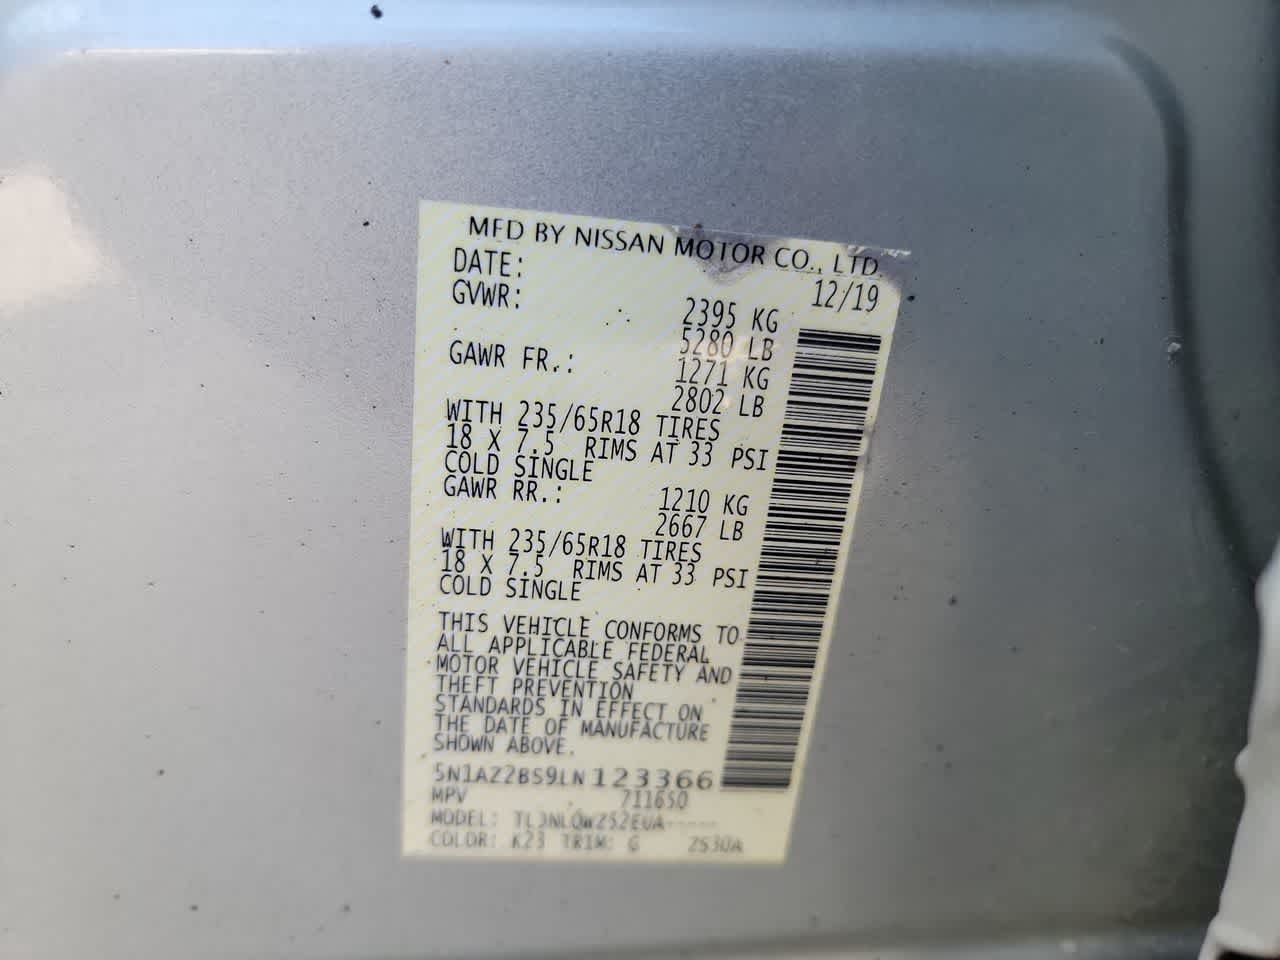 MFD BY NISSAN MOTOR CO., LTD.
DATE: 12/19
GVWR: 2395 KG
5280 LB
GAWR FR.: 1271 KG
2802 LB
WITH 235/65R18 TIRES
18 X 7.5 RIMS AT 33 PSI
COLD SINGLE
GAWR RR.: 1210 KG
2667 LB
WITH 235/65R18 TIRES
18 X 7.5 RIMS AT 33 PSI
COLD SINGLE
THIS VEHICLE CONFORMS TO
ALL APPLICABLE FEDERAL
MOTOR VEHICLE SAFETY AND
THEFT PREVENTION
STANDARDS IN EFFECT ON
THE DATE OF MANUFACTURE
SHOWN ABOVE.
5N1AZ2BS9LN123366
MPV 711650
MODEL:
COLOR: K23 TRIM: G